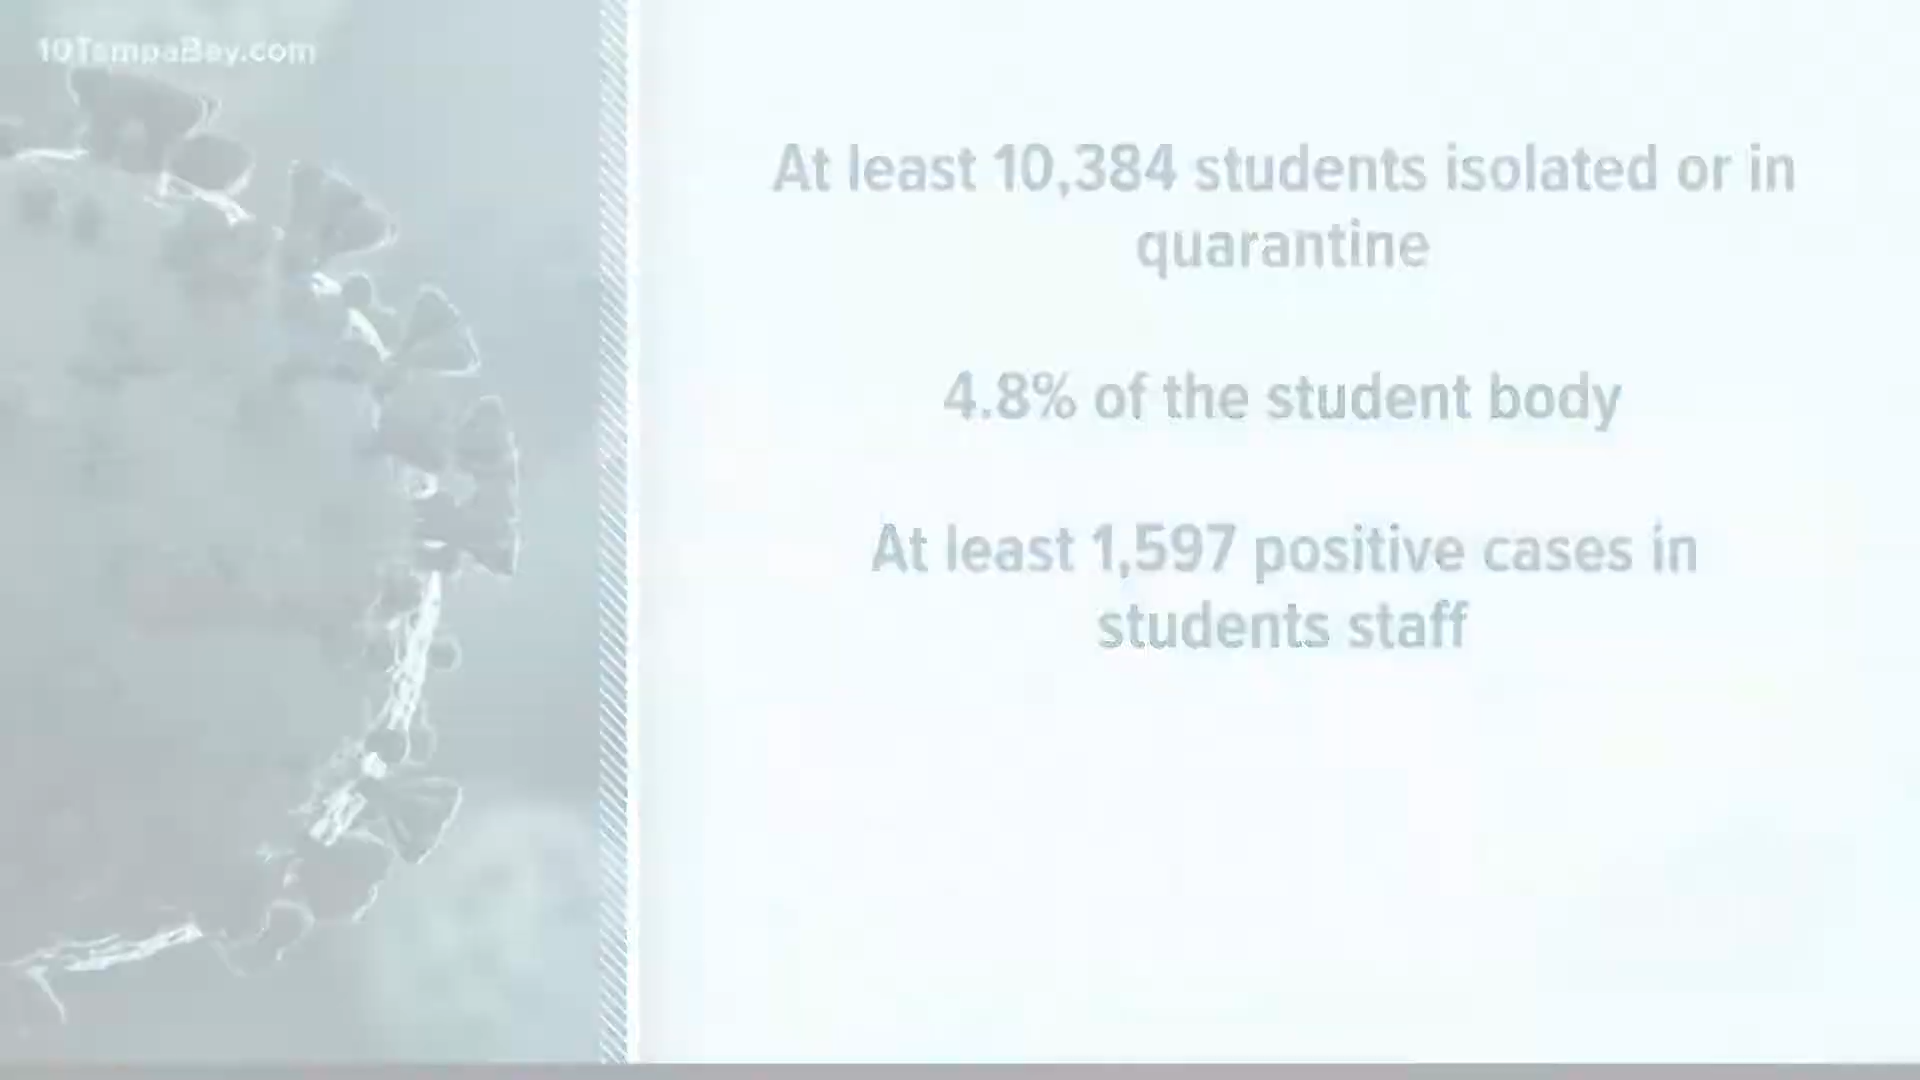 10TampaBay.com
At least 10,384 students isolated or in
quarantine
4.8% of the student body
At least 1,597 positive cases in
students staff